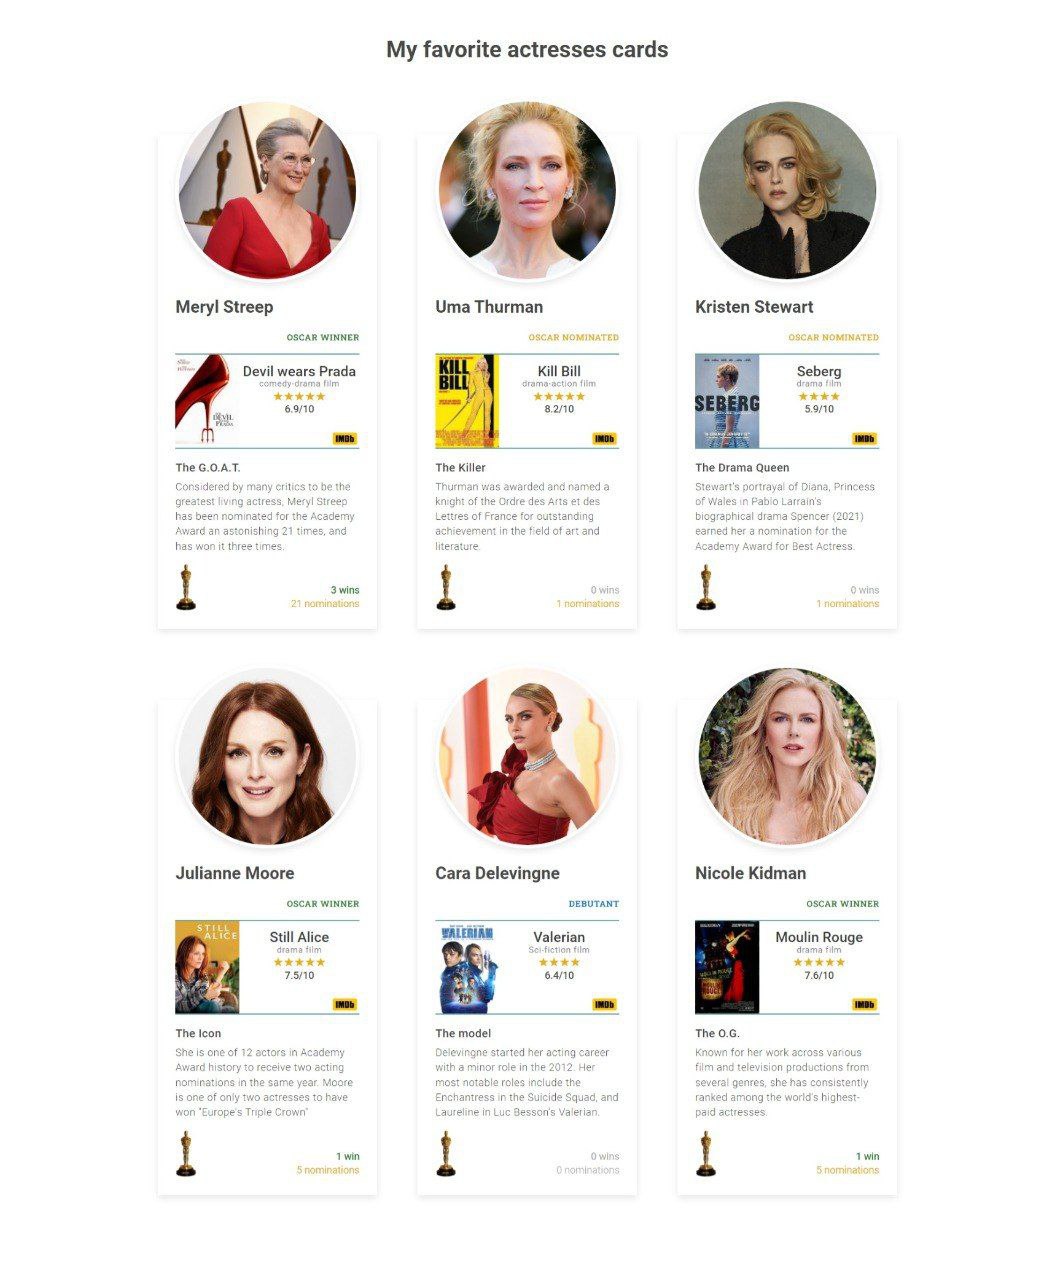 My favorite actresses cards
Meryl Streep
OSCAR WINNER
THE DEVIL
WEARS
PRADA
Devil wears Prada
comedy-drama film
6.9/10
IMDb
The G.O.A.T.
Considered by many critics to be the
greatest living actress, Meryl Streep
has been nominated for the Academy
Award an astonishing 21 times, and
has won it three times.
3 wins
21 nominations
Uma Thurman
OSCAR NOMINATED
KILL
BILL
Kill Bill
drama-action film
8.2/10
IMDb
The Killer
Thurman was awarded and named a
knight of the Ordre des Arts et des
Lettres of France for outstanding
achievement in the field of art and
literature.
0 wins
1 nominations
Kristen Stewart
OSCAR NOMINATED
SEBERG
Seberg
drama film
5.9/10
IMDb
The Drama Queen
Stewart's portrayal of Diana, Princess
of Wales in Pablo Larraín's
biographical drama Spencer (2021)
earned her a nomination for the
Academy Award for Best Actress.
0 wins
1 nominations
Julianne Moore
OSCAR WINNER
STILL
ALICE
Still Alice
drama film
7.5/10
IMDb
The Icon
She is one of 12 actors in Academy
Award history to receive two acting
nominations in the same year. Moore
is one of only two actresses to have
won "Europe's Triple Crown"
1 win
5 nominations
Cara Delevingne
DEBUTANT
VALERIAN
Valerian
Sci-fiction film
6.4/10
IMDb
The model
Delevingne started her acting career
with a minor role in the 2012. Her
most notable roles include the
Enchantress in the Suicide Squad, and
Laureline in Luc Besson's Valerian.
0 wins
0 nominations
Nicole Kidman
OSCAR WINNER
Moulin Rouge
drama film
7.6/10
IMDb
The O.G.
Known for her work across various
film and television productions from
several genres, she has consistently
ranked among the world's highest-
paid actresses.
1 win
5 nominations